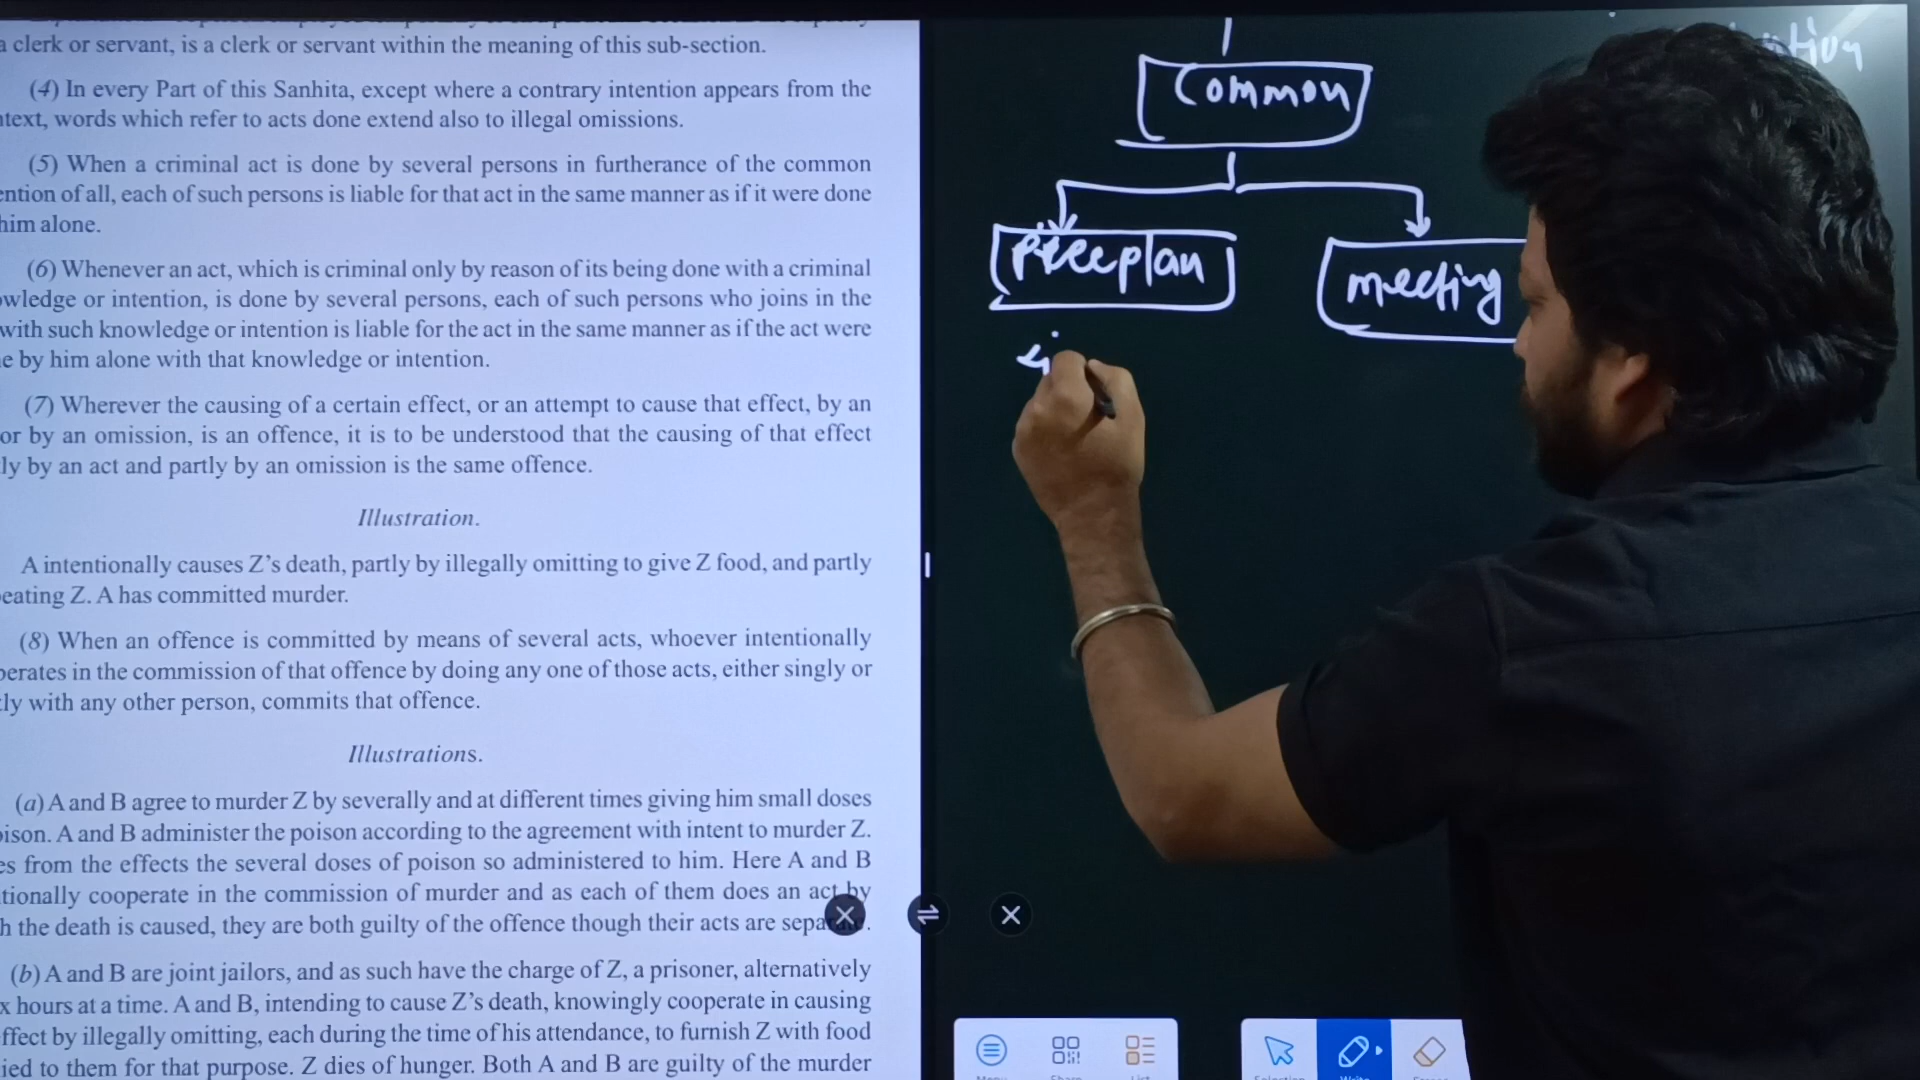 a clerk or servant, is a clerk or servant within the meaning of this sub-section.
(4) In every Part of this Sanhita, except where a contrary intention appears from the
text, words which refer to acts done extend also to illegal omissions.
(5) When a criminal act is done by several persons in furtherance of the common
ention of all, each of such persons is liable for that act in the same manner as if it were done
him alone.
(6) Whenever an act, which is criminal only by reason of its being done with a criminal
owledge or intention, is done by several persons, each of such persons who joins in the
with such knowledge or intention is liable for the act in the same manner as if the act were
e by him alone with that knowledge or intention.
(7) Wherever the causing of a certain effect, or an attempt to cause that effect, by an
or by an omission, is an offence, it is to be understood that the causing of that effect
ly by an act and partly by an omission is the same offence.
Illustration.
A intentionally causes Z’s death, partly by illegally omitting to give Z food, and partly
eating Z. A has committed murder.
(8) When an offence is committed by means of several acts, whoever intentionally
perates in the commission of that offence by doing any one of those acts, either singly or
tly with any other person, commits that offence.
Illustrations.
(a) A and B agree to murder Z by severally and at different times giving him small doses
oison. A and B administer the poison according to the agreement with intent to murder Z.
es from the effects the several doses of poison so administered to him. Here A and B
tionally cooperate in the commission of murder and as each of them does an act by
h the death is caused, they are both guilty of the offence though their acts are separate.
(b) A and B are joint jailors, and as such have the charge of Z, a prisoner, alternatively
x hours at a time. A and B, intending to cause Z’s death, knowingly cooperate in causing
ffect by illegally omitting, each during the time of his attendance, to furnish Z with food
ied to them for that purpose. Z dies of hunger. Both A and B are guilty of the murder
Common
plan
meeting